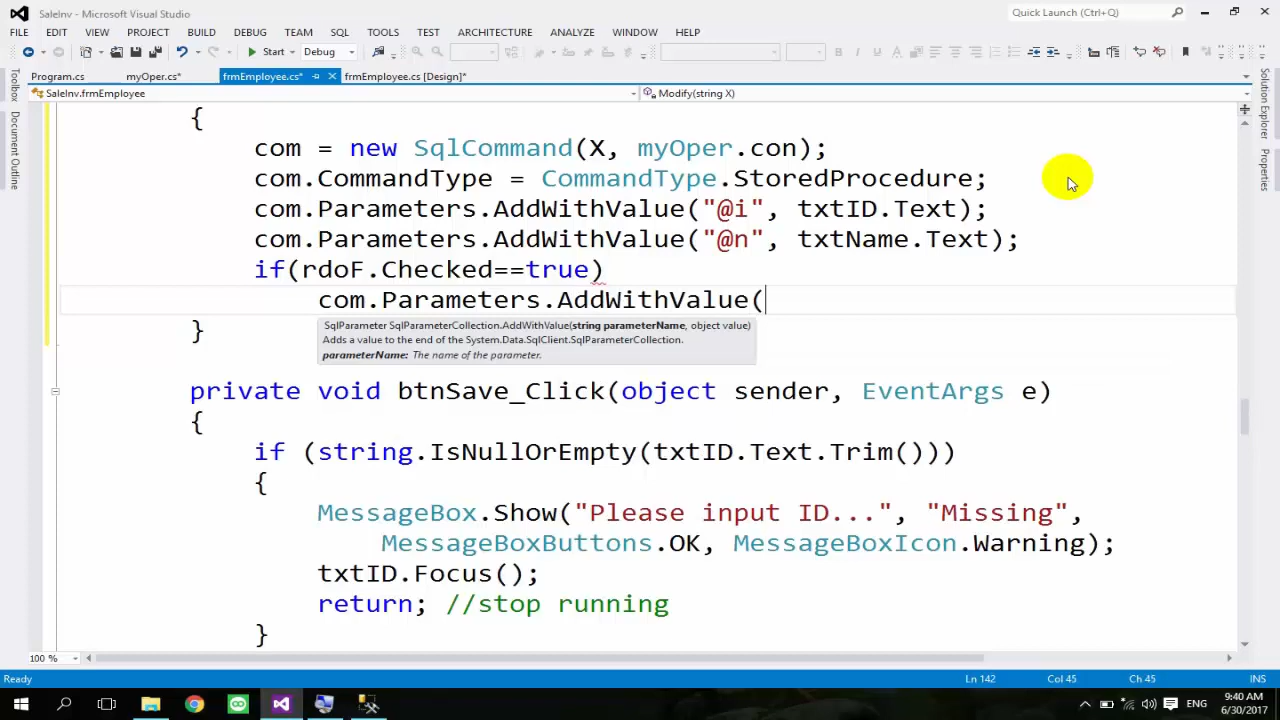 SaleInv - Microsoft Visual Studio
Quick Launch (Ctrl+Q)
FILE EDIT VIEW PROJECT BUILD DEBUG TEAM SQL TOOLS TEST ARCHITECTURE ANALYZE WINDOW HELP
Start Debug
Program.cs myOper.cs* frmEmployee.cs* frmEmployee.cs [Design]*
SaleInv.frmEmployee Modify(string X)
Toolbox
Document Outline
Solution Explorer
Properties
{
com = new SqlCommand(X, myOper.con);
com.CommandType = CommandType.StoredProcedure;
com.Parameters.AddWithValue("@i", txtID.Text);
com.Parameters.AddWithValue("@n", txtName.Text);
if(rdoF.Checked==true)
com.Parameters.AddWithValue(
SqlParameter SqlParameterCollection.AddWithValue(string parameterName, object value)
Adds a value to the end of the System.Data.SqlClient.SqlParameterCollection.
parameterName: The name of the parameter.
}
private void btnSave_Click(object sender, EventArgs e)
{
if (string.IsNullOrEmpty(txtID.Text.Trim()))
{
MessageBox.Show("Please input ID...", "Missing",
MessageBoxButtons.OK, MessageBoxIcon.Warning);
txtID.Focus();
return; //stop running
}
100 %
Ready Ln 142 Col 45 Ch 45 INS
ENG 9:40 AM
6/30/2017